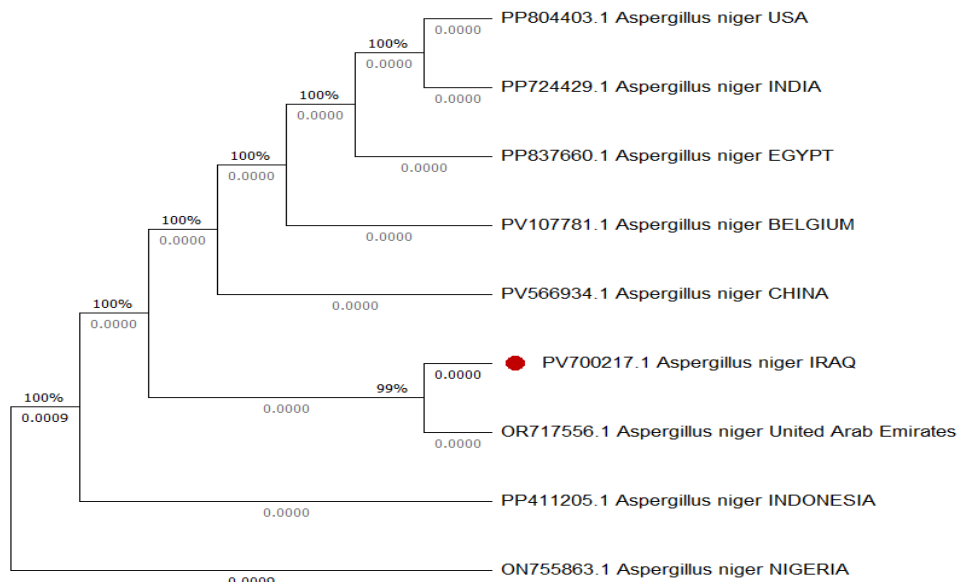 PP804403.1 Aspergillus niger USA
0.0000
100%
0.0000
PP724429.1 Aspergillus niger INDIA
0.0000
100%
0.0000
PP837660.1 Aspergillus niger EGYPT
0.0000
100%
0.0000
PV107781.1 Aspergillus niger BELGIUM
0.0000
100%
0.0000
PV566934.1 Aspergillus niger CHINA
0.0000
100%
0.0000
PV700217.1 Aspergillus niger IRAQ
0.0000
99%
0.0000
OR717556.1 Aspergillus niger United Arab Emirates
0.0000
100%
0.0009
PP411205.1 Aspergillus niger INDONESIA
0.0000
ON755863.1 Aspergillus niger NIGERIA